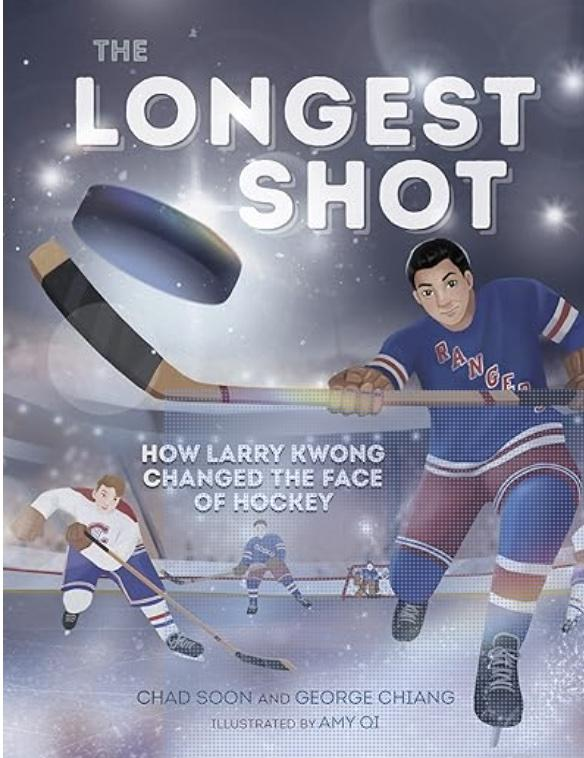 THE
LONGEST
SHOT
RANGERS
HOW LARRY KWONG
CHANGED THE FACE
OF HOCKEY
CHAD SOON AND GEORGE CHIANG
ILLUSTRATED BY AMY QI